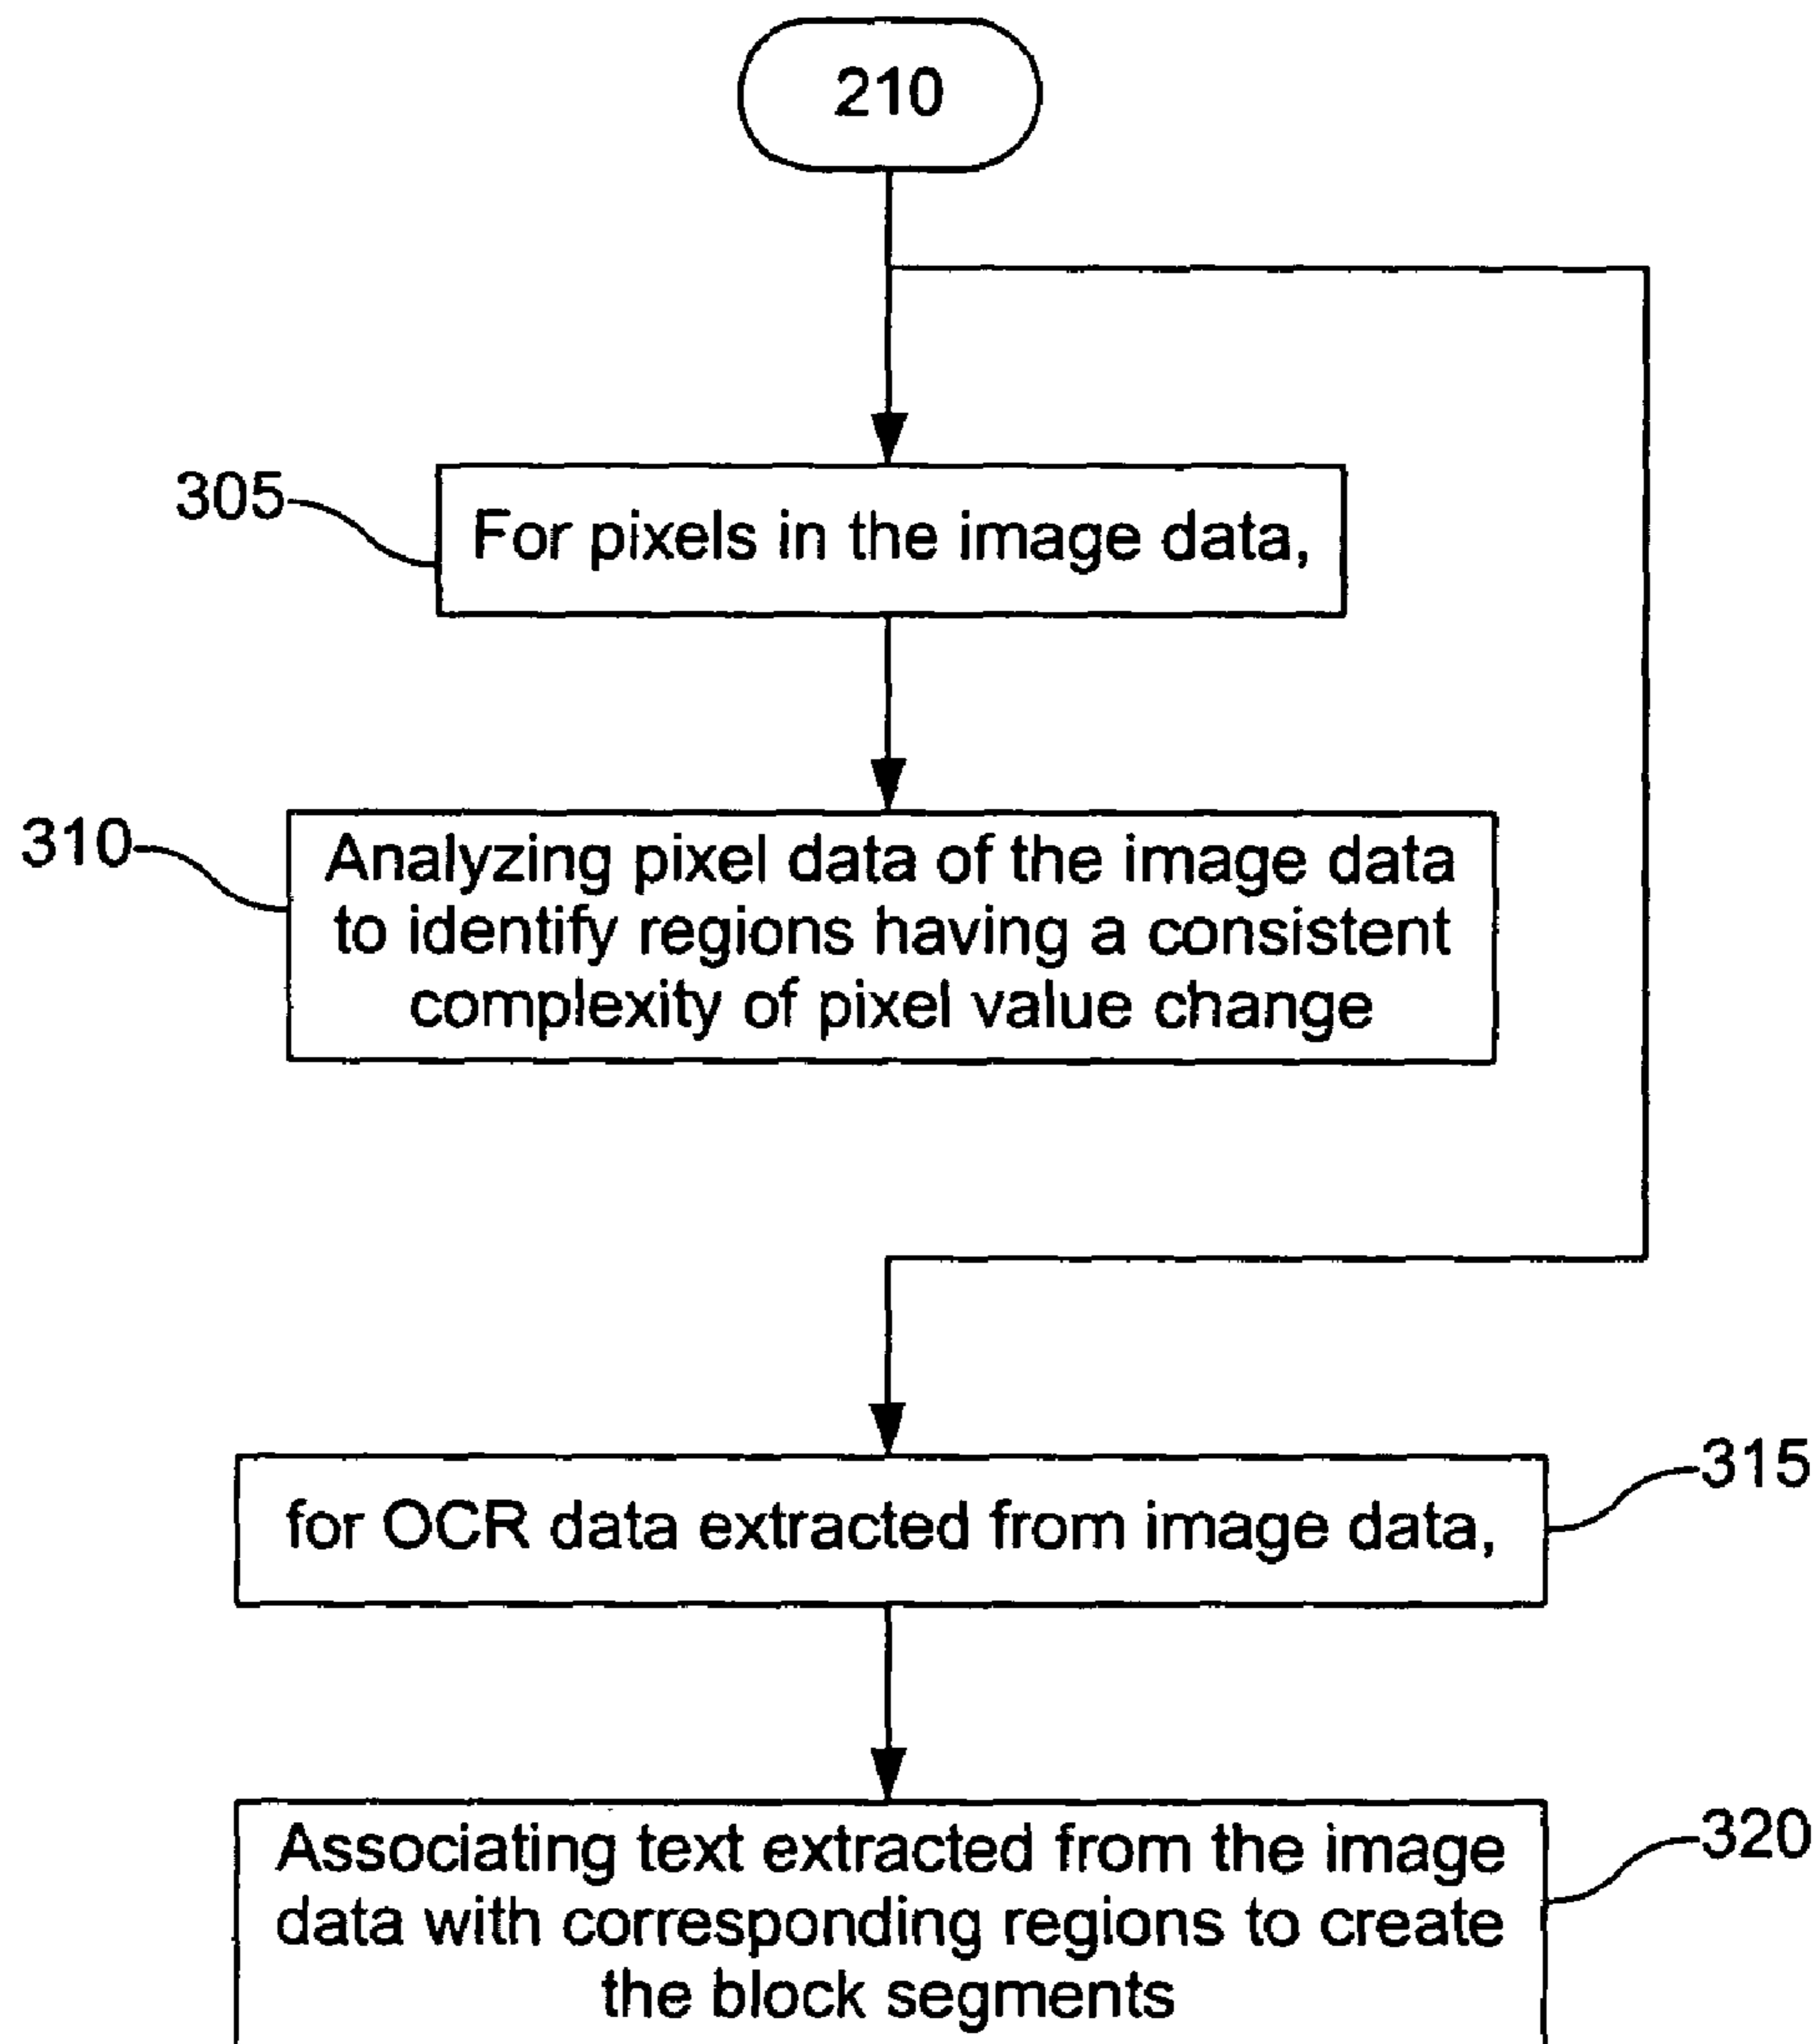 210
305
For pixels in the image data,
310
Analyzing pixel data of the image data
to identify regions having a consistent
complexity of pixel value change
315
for OCR data extracted from image data,
320
Associating text extracted from the image
data with corresponding regions to create
the block segments